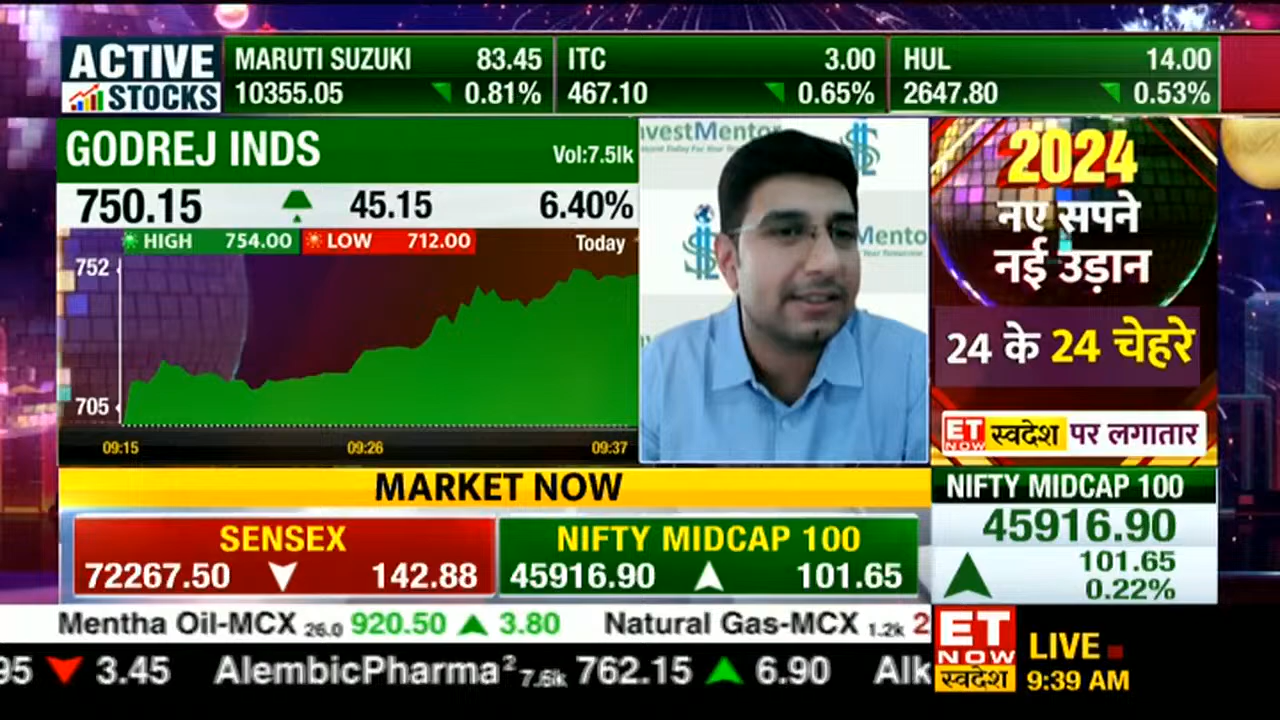 ACTIVE
STOCKS
MARUTI SUZUKI 83.45
10355.05 0.81%
ITC 3.00
467.10 0.65%
HUL 14.00
2647.80 0.53%
GODREJ INDS Vol:7.5lk
750.15 45.15 6.40%
HIGH 754.00 LOW 712.00 Today
752
705
09:15 09:26 09:37
nvestMentor
Mento
Your Tomorrow
2024
नए सपने
नई उड़ान
24 के 24 चेहरे
ET NOW स्वदेश पर लगातार
MARKET NOW
SENSEX
72267.50 142.88
NIFTY MIDCAP 100
45916.90 101.65
NIFTY MIDCAP 100
45916.90
101.65
0.22%
Mentha Oil-MCX 26.0 920.50 3.80 Natural Gas-MCX 1.2k 2
95 3.45 AlembicPharma² 7.6k 762.15 6.90 Alk
ET
NOW
स्वदेश
LIVE
9:39 AM